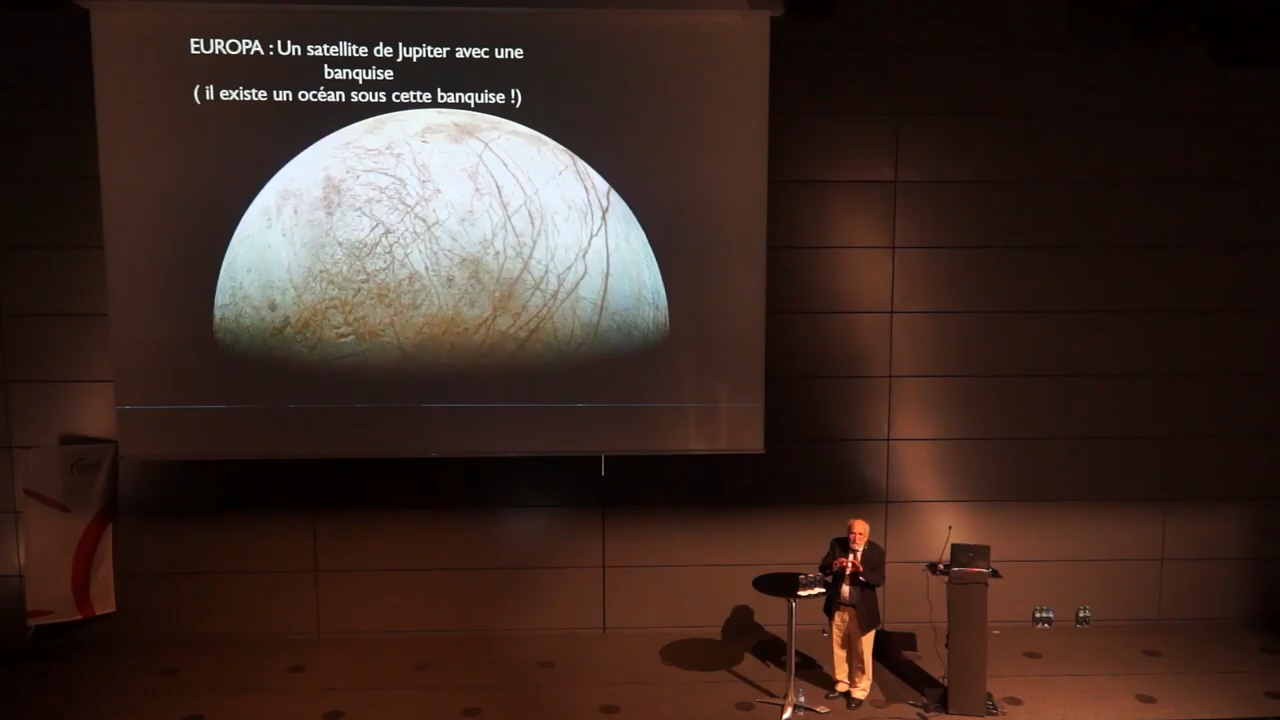 EUROPA : Un satellite de Jupiter avec une
banquise
( il existe un océan sous cette banquise !)